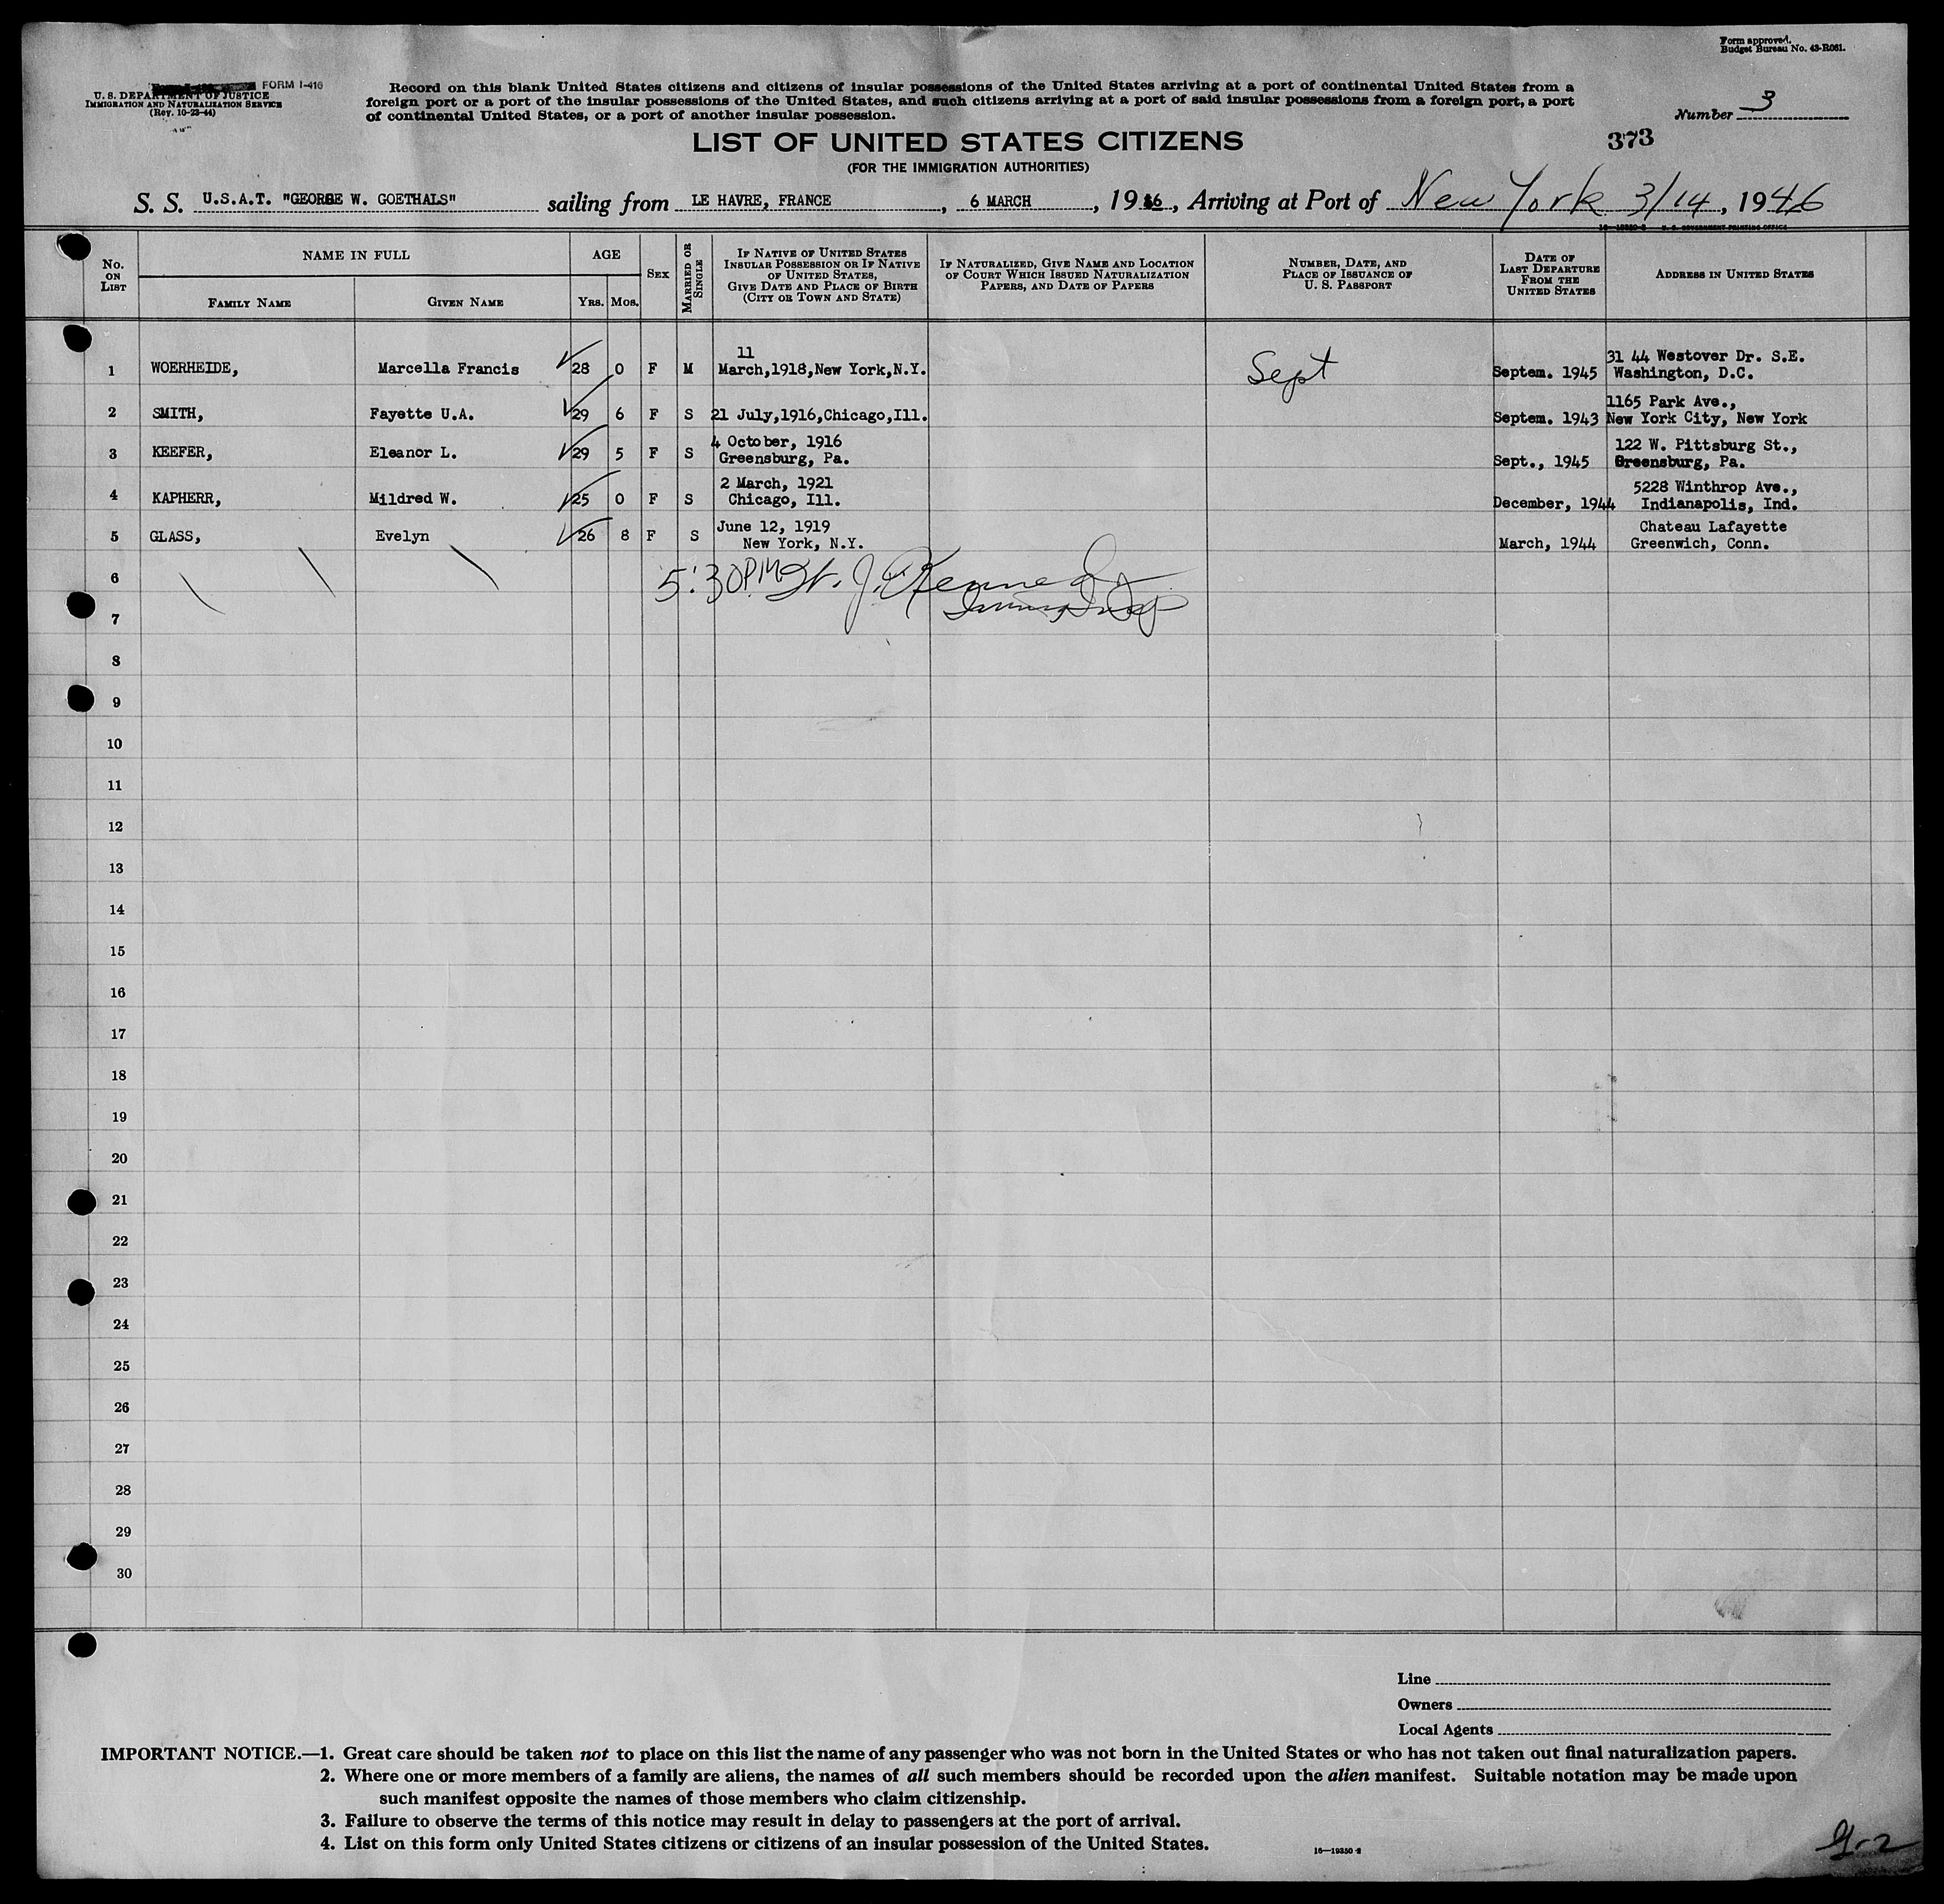 Form approved.
Budget Bureau No. 43-R061.
FORM I-416
U. S. DEPARTMENT OF JUSTICE
IMMIGRATION AND NATURALIZATION SERVICE
(Rev. 10-23-44)
Record on this blank United States citizens and citizens of insular possessions of the United States arriving at a port of continental United States from a
foreign port or a port of the insular possessions of the United States, and such citizens arriving at a port of said insular possessions from a foreign port, a port
of continental United States, or a port of another insular possession.
Number 3
373
LIST OF UNITED STATES CITIZENS
(FOR THE IMMIGRATION AUTHORITIES)
S. S. U.S.A.T. "GEORGE W. GOETHALS" sailing from LE HAVRE, FRANCE, 6 MARCH, 1946, Arriving at Port of New York 3/14, 1946
16—19350-2 U. S. GOVERNMENT PRINTING OFFICE
No. ON LIST
NAME IN FULL
FAMILY NAME
GIVEN NAME
AGE
YRS.
MOS.
SEX
MARRIED OR SINGLE
IF NATIVE OF UNITED STATES
INSULAR POSSESSION OR IF NATIVE
OF UNITED STATES,
GIVE DATE AND PLACE OF BIRTH
(CITY OR TOWN AND STATE)
IF NATURALIZED, GIVE NAME AND LOCATION
OF COURT WHICH ISSUED NATURALIZATION
PAPERS, AND DATE OF PAPERS
NUMBER, DATE, AND
PLACE OF ISSUANCE OF
U. S. PASSPORT
DATE OF
LAST DEPARTURE
FROM THE
UNITED STATES
ADDRESS IN UNITED STATES
11 31 44 Westover Dr. S.E.
1 WOERHEIDE, Marcella Francis 28 0 F M March,1918,New York,N.Y. Sept Septem. 1945 Washington, D.C.
1165 Park Ave.,
2 SMITH, Fayette U.A. 29 6 F S 21 July,1916,Chicago,Ill. Septem. 1943 New York City, New York
4 October, 1916 122 W. Pittsburg St.,
3 KEEFER, Eleanor L. 29 5 F S Greensburg, Pa. Sept., 1945 Greensburg, Pa.
2 March, 1921 5228 Winthrop Ave.,
4 KAPHERR, Mildred W. 25 0 F S Chicago, Ill. December, 1944 Indianapolis, Ind.
June 12, 1919 Chateau Lafayette
5 GLASS, Evelyn 26 8 F S New York, N.Y. March, 1944 Greenwich, Conn.
6 5:30PM St. J. Kennedy
7
8
9
10
11
12
13
14
15
16
17
18
19
20
21
22
23
24
25
26
27
28
29
30
Line
Owners
Local Agents
IMPORTANT NOTICE.—1. Great care should be taken not to place on this list the name of any passenger who was not born in the United States or who has not taken out final naturalization papers.
2. Where one or more members of a family are aliens, the names of all such members should be recorded upon the alien manifest. Suitable notation may be made upon
such manifest opposite the names of those members who claim citizenship.
3. Failure to observe the terms of this notice may result in delay to passengers at the port of arrival.
4. List on this form only United States citizens or citizens of an insular possession of the United States.
16—19350-2